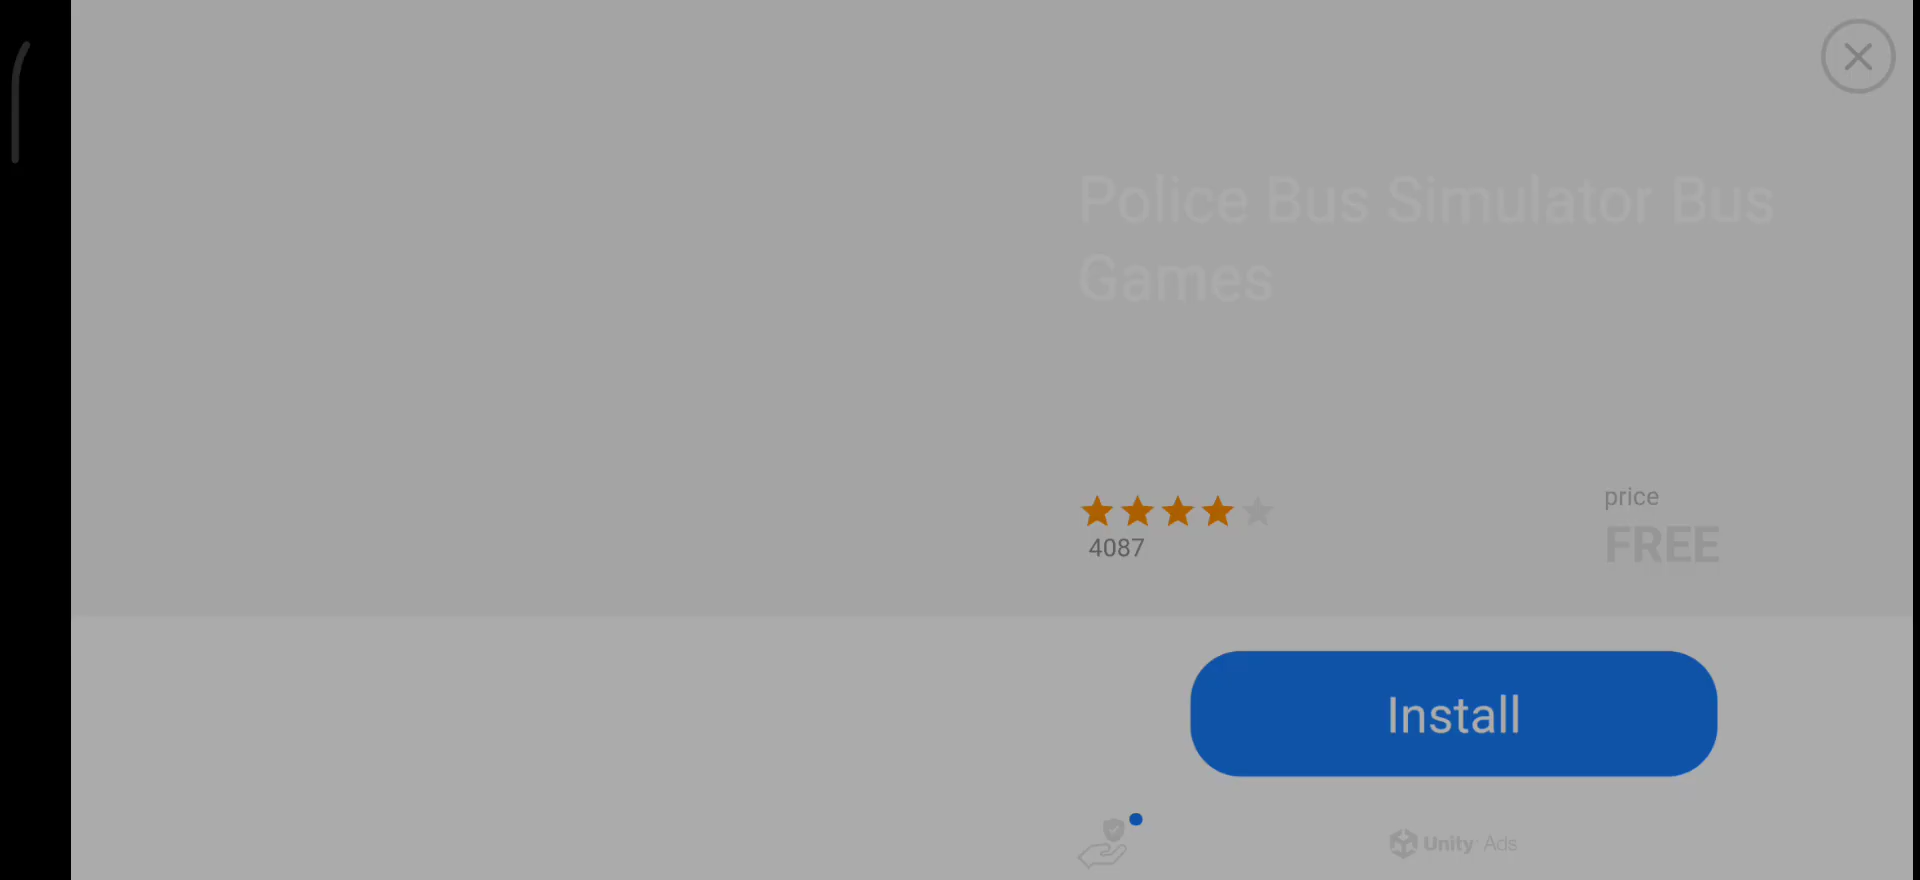 Police Bus Simulator Bus
Games
price
4087
FREE
Install
Unity Ads